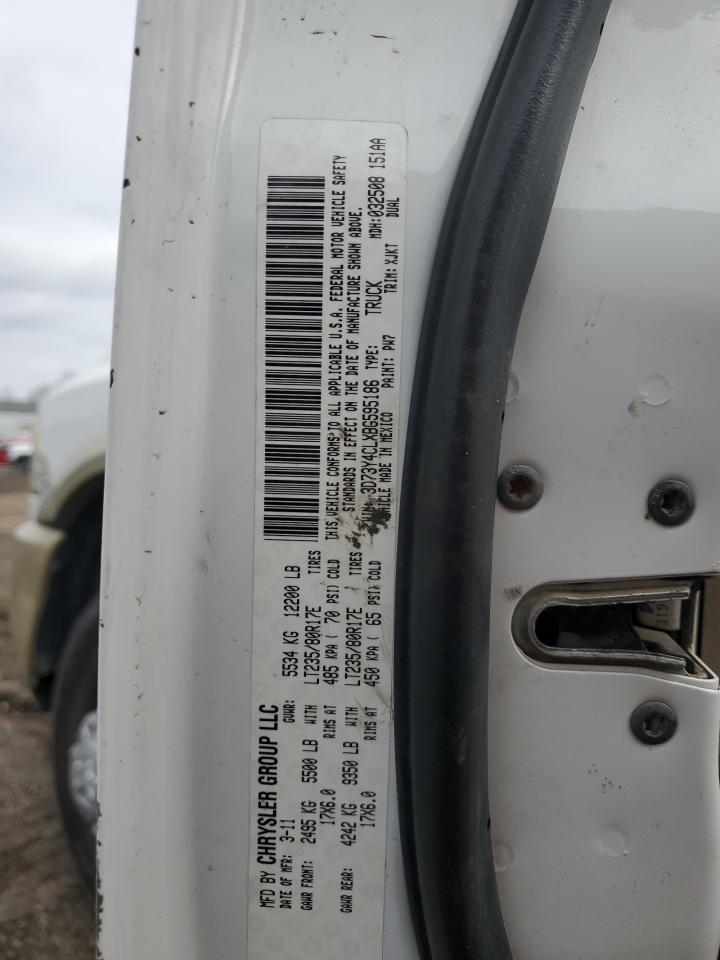 MFD BY CHRYSLER GROUP LLC
DATE OF MFR: 3-11 GVWR: 5534 KG 12200 LB
GAWR FRONT: 2495 KG 5500 LB WITH LT235/80R17E TIRES
17X6.0 RIMS AT 485 KPA ( 70 PSI) COLD
GAWR REAR: 4242 KG 9350 LB WITH LT235/80R17E TIRES
17X6.0 RIMS AT 450 KPA ( 65 PSI) COLD
THIS VEHICLE CONFORMS TO ALL APPLICABLE U.S.A. FEDERAL MOTOR VEHICLE SAFETY
STANDARDS IN EFFECT ON THE DATE OF MANUFACTURE SHOWN ABOVE.
3D73Y4CLXBG595186 TYPE: TRUCK MDH:032508 151AA
VEHICLE MADE IN MEXICO PAINT: PW7 TRIM: XJKT DUAL